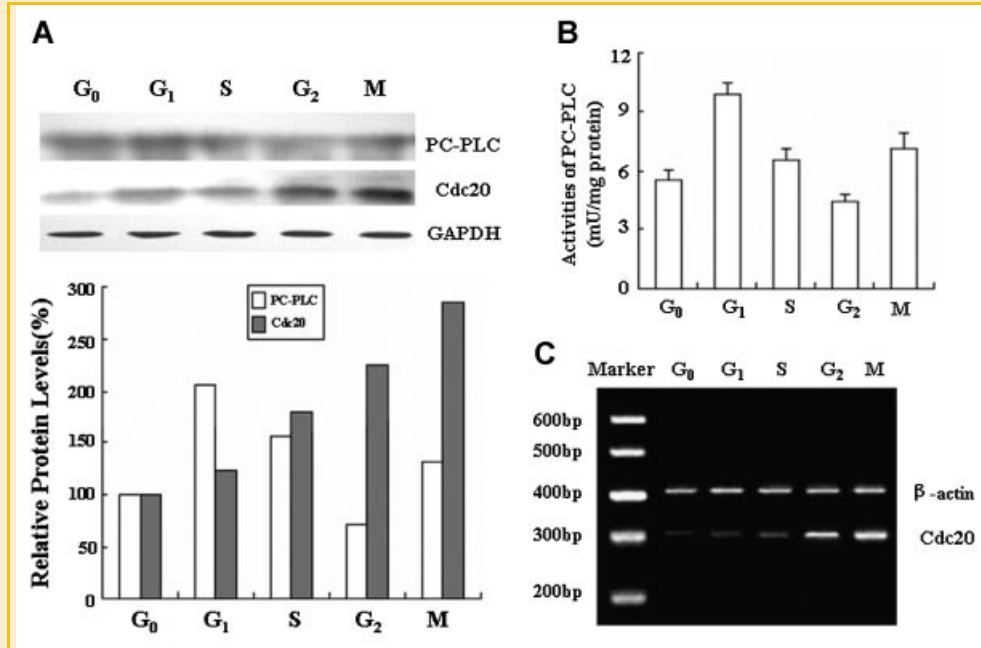 A
G₀ G₁ S G₂ M
PC-PLC
Cdc20
GAPDH
Relative Protein Levels(%)
300
250
200
150
100
50
0
PC-PLC
Cdc20
G₀ G₁ S G₂ M
B
Activities of PC-PLC
(mU/mg protein)
12
9
6
3
0
G₀ G₁ S G₂ M
C
Marker G₀ G₁ S G₂ M
600bp
500bp
400bp
300bp
200bp
β-actin
Cdc20